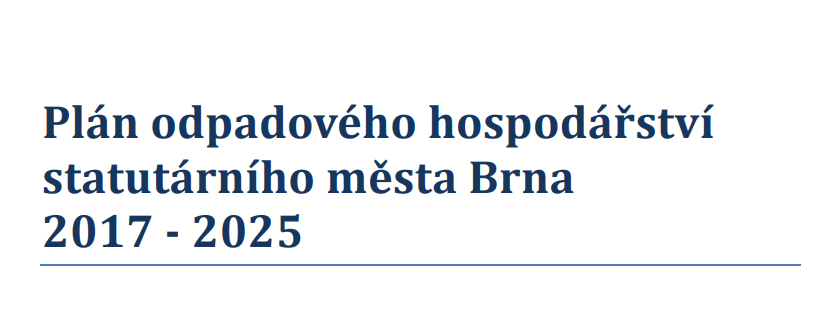 Plán odpadového hospodářství
statutárního města Brna
2017 - 2025